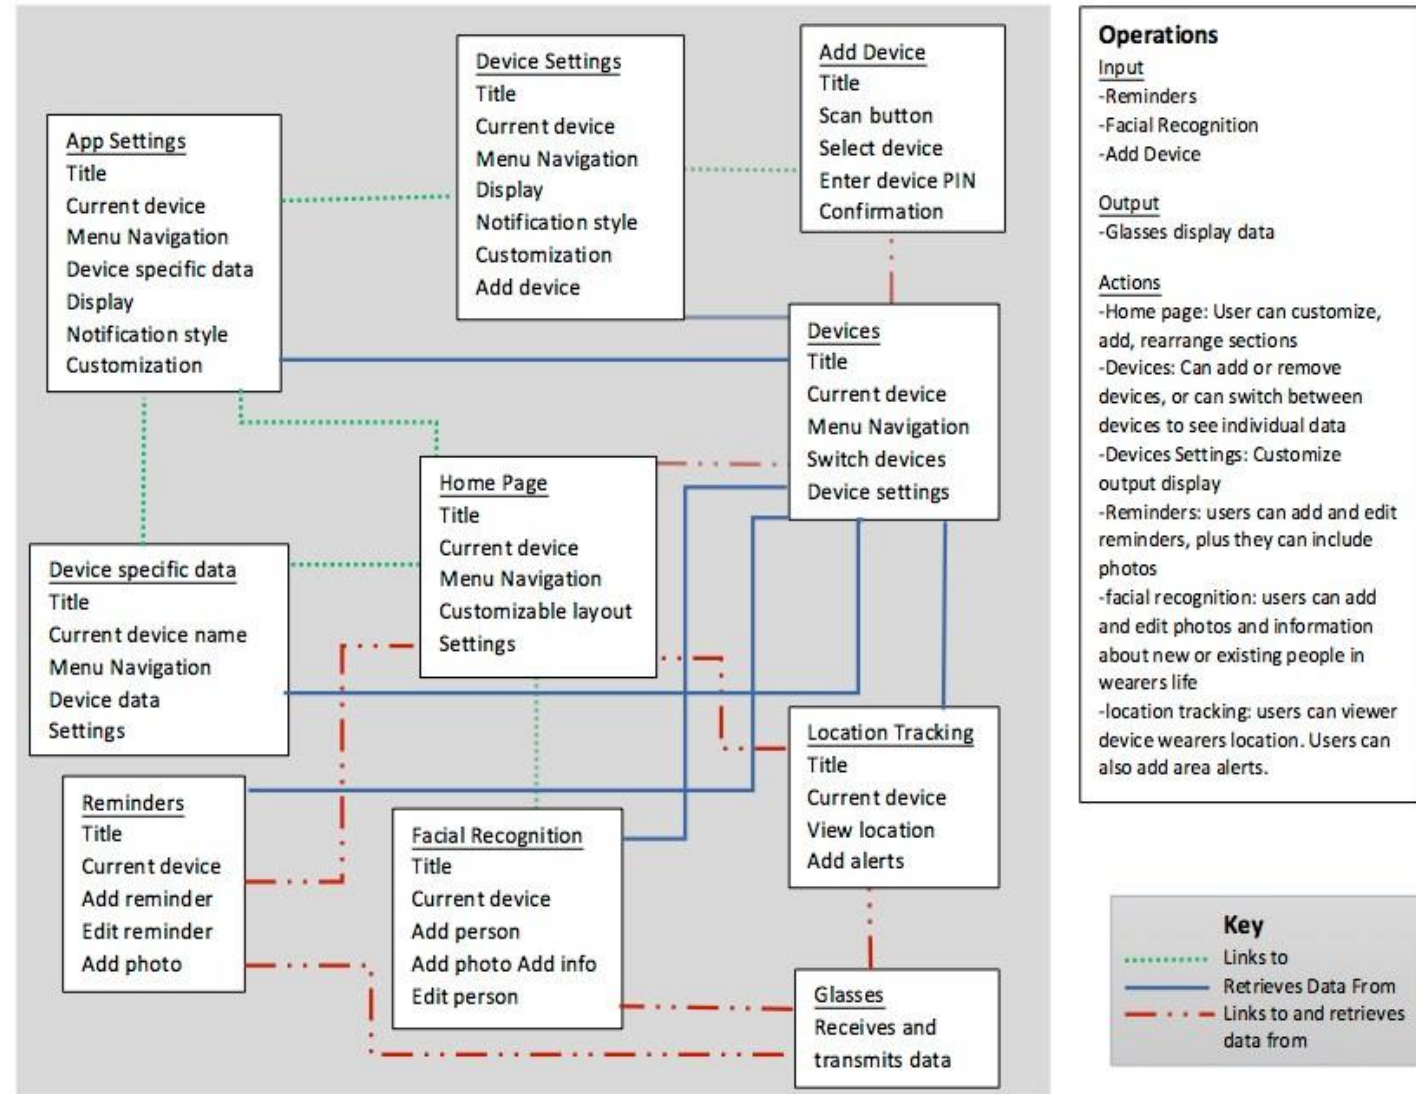 Device Settings
Title
Current device
Menu Navigation
Display
Notification style
Customization
Add device
Add Device
Title
Scan button
Select device
Enter device PIN
Confirmation
App Settings
Title
Current device
Menu Navigation
Device specific data
Display
Notification style
Customization
Devices
Title
Current device
Menu Navigation
Switch devices
Device settings
Home Page
Title
Current device
Menu Navigation
Customizable layout
Settings
Device specific data
Title
Current device name
Menu Navigation
Device data
Settings
Location Tracking
Title
Current device
View location
Add alerts
Reminders
Title
Current device
Add reminder
Edit reminder
Add photo
Facial Recognition
Title
Current device
Add person
Add photo Add info
Edit person
Glasses
Receives and
transmits data
Operations
Input
-Reminders
-Facial Recognition
-Add Device
Output
-Glasses display data
Actions
-Home page: User can customize,
add, rearrange sections
-Devices: Can add or remove
devices, or can switch between
devices to see individual data
-Devices Settings: Customize
output display
-Reminders: users can add and edit
reminders, plus they can include
photos
-facial recognition: users can add
and edit photos and information
about new or existing people in
wearers life
-location tracking: users can viewer
device wearers location. Users can
also add area alerts.
Key
Links to
Retrieves Data From
Links to and retrieves
data from